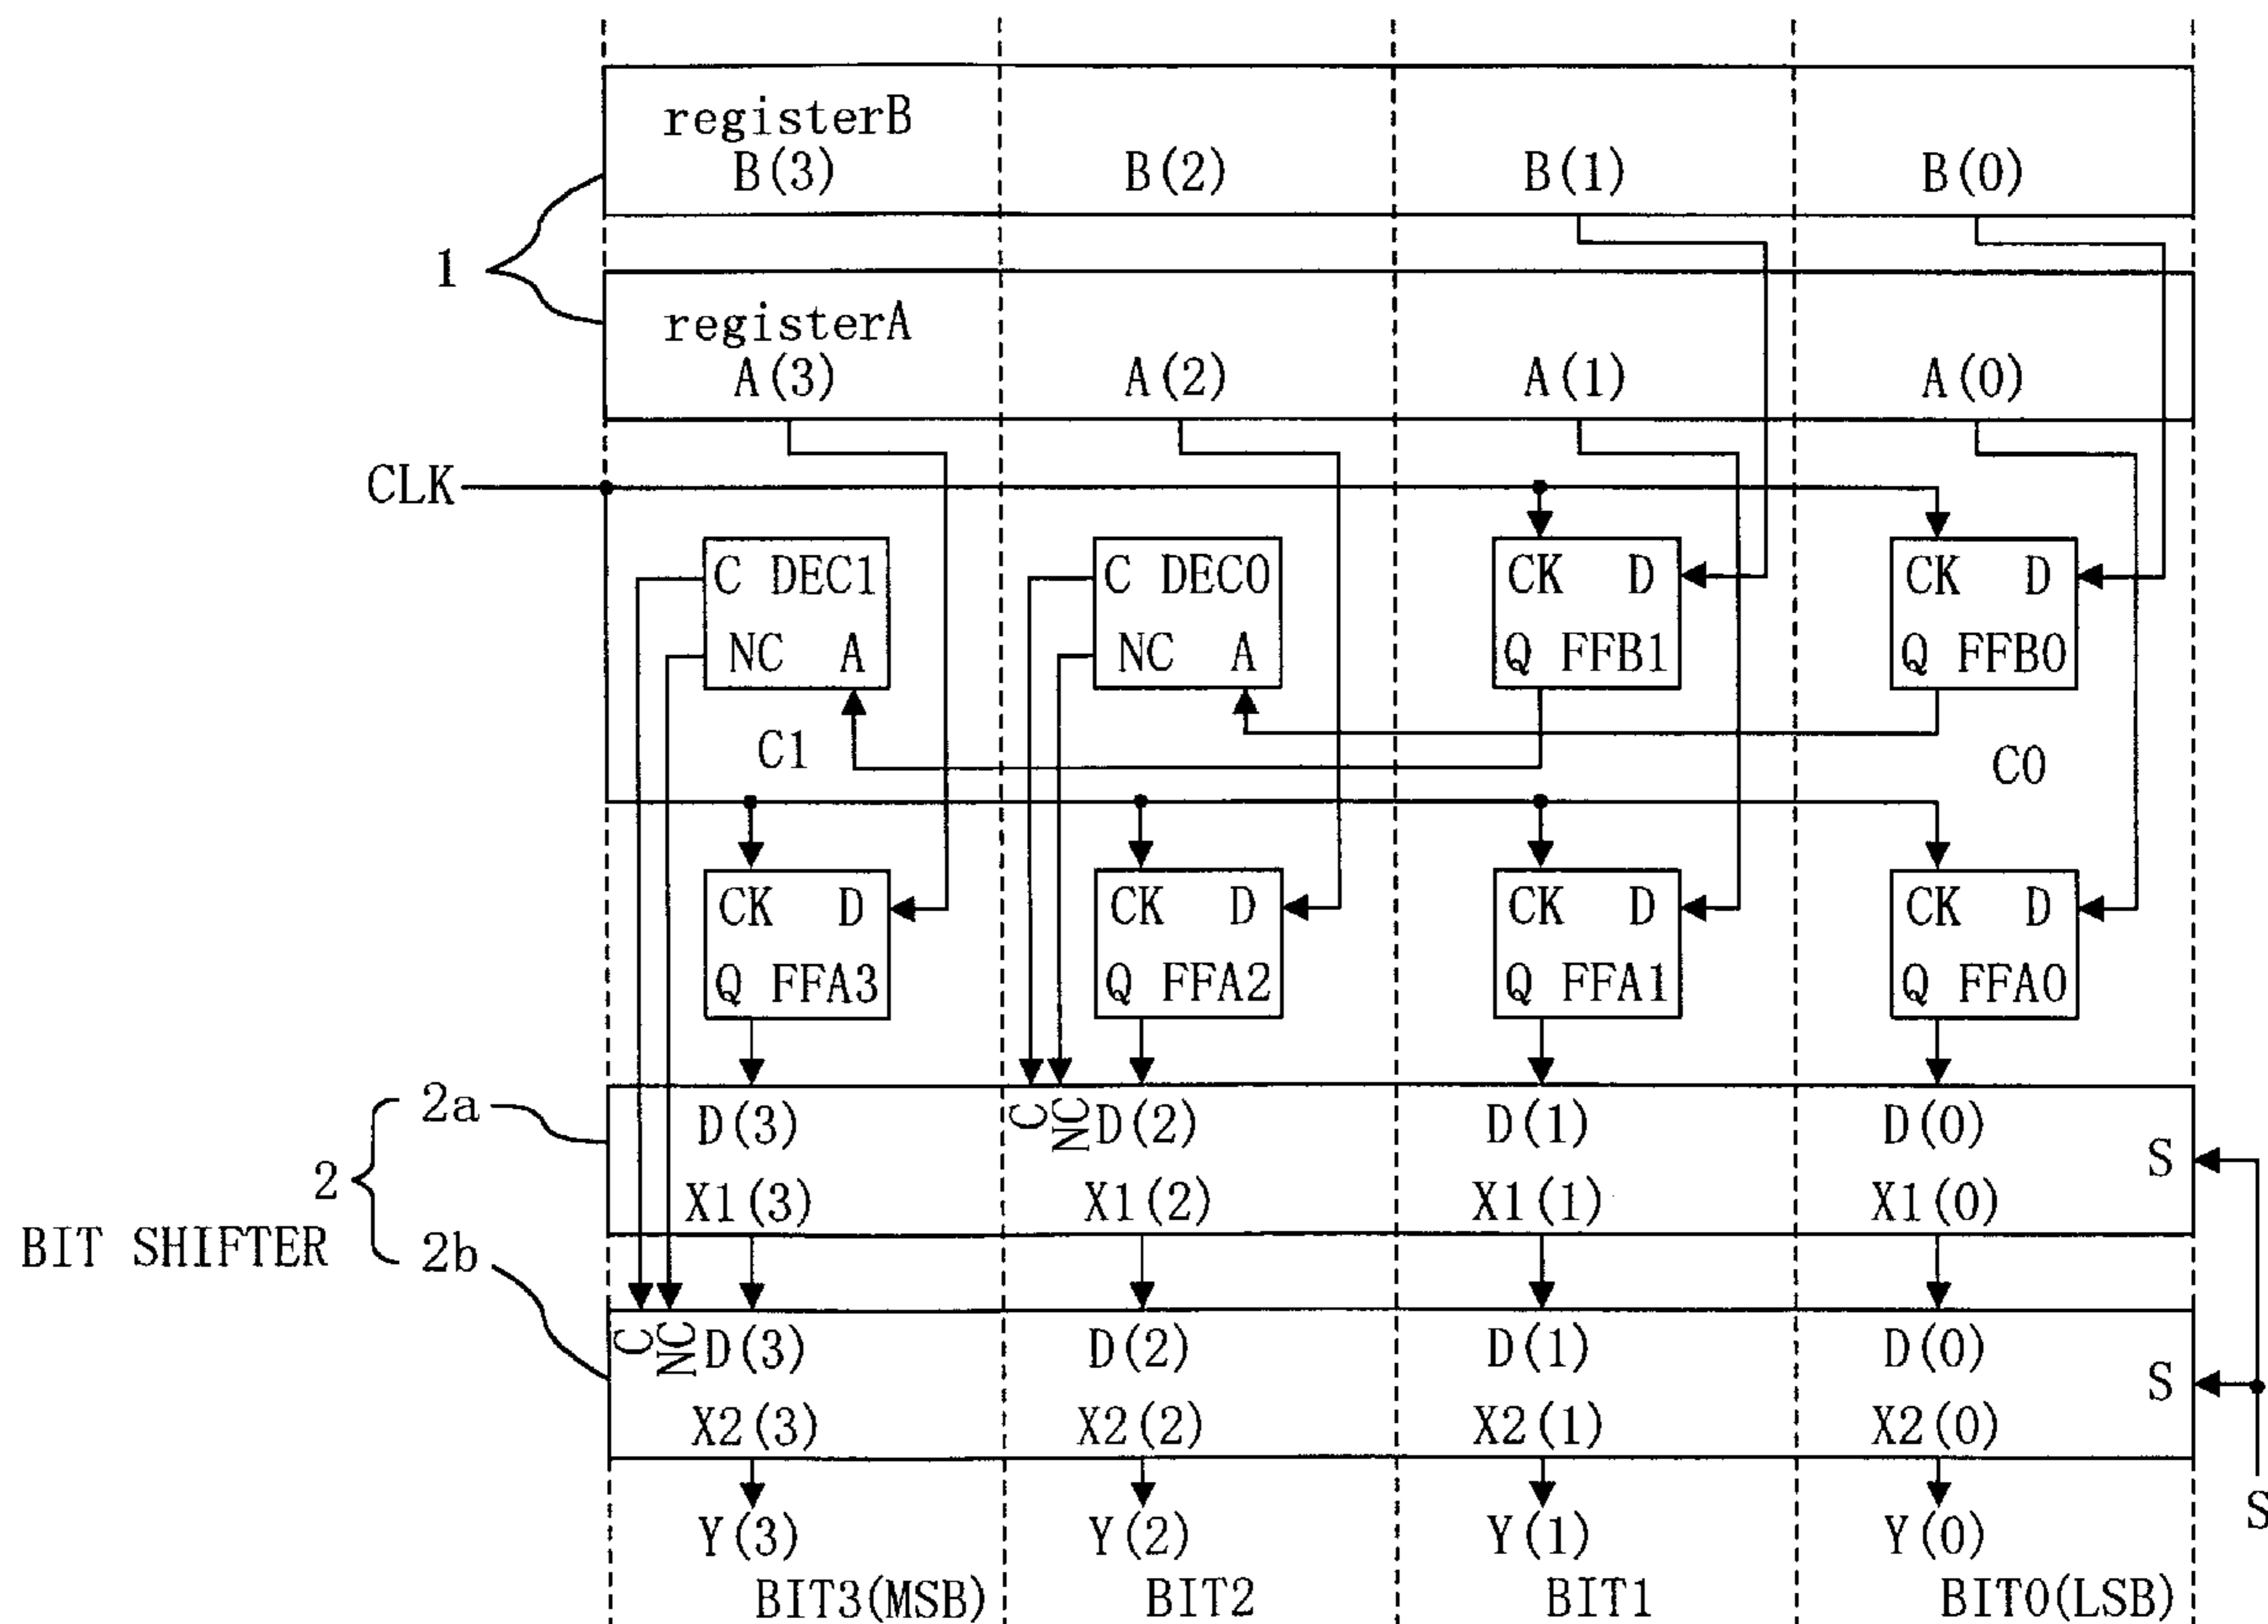 registerB
B(3) B(2) B(1) B(0)
1
registerA
A(3) A(2) A(1) A(0)
CLK
C DEC1 C DEC0 CK D CK D
NC A NC A Q FFB1 Q FFB0
C1 C0
CK D CK D CK D CK D
Q FFA3 Q FFA2 Q FFA1 Q FFA0
2a D(3) C NC D(2) D(1) D(0) S
2 X1(3) X1(2) X1(1) X1(0)
BIT SHIFTER 2b
C NC D(3) D(2) D(1) D(0) S
X2(3) X2(2) X2(1) X2(0)
S
Y(3) Y(2) Y(1) Y(0)
BIT3(MSB) BIT2 BIT1 BIT0(LSB)